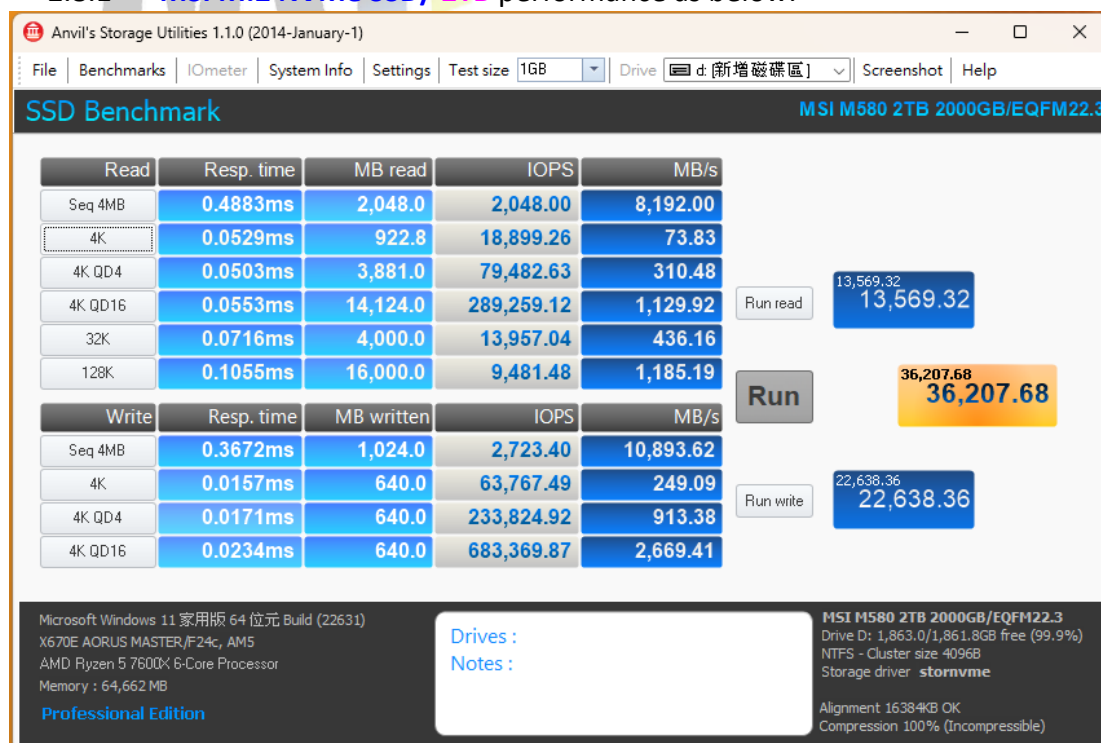 MSI M.2 NVMe SSD/ 2TB performance as below:
Anvil's Storage Utilities 1.1.0 (2014-January-1)
File Benchmarks IOmeter System Info Settings Test size 1GB Drive d: [新增磁碟區] Screenshot Help
SSD Benchmark MSI M580 2TB 2000GB/EQFM22.3
Read Resp. time MB read IOPS MB/s
Seq 4MB 0.4883ms 2,048.0 2,048.00 8,192.00
4K 0.0529ms 922.8 18,899.26 73.83
4K QD4 0.0503ms 3,881.0 79,482.63 310.48
4K QD16 0.0553ms 14,124.0 289,259.12 1,129.92
32K 0.0716ms 4,000.0 13,957.04 436.16
128K 0.1055ms 16,000.0 9,481.48 1,185.19
Run read
13,569.32
13,569.32
Run
36,207.68
36,207.68
Write Resp. time MB written IOPS MB/s
Seq 4MB 0.3672ms 1,024.0 2,723.40 10,893.62
4K 0.0157ms 640.0 63,767.49 249.09
4K QD4 0.0171ms 640.0 233,824.92 913.38
4K QD16 0.0234ms 640.0 683,369.87 2,669.41
Run write
22,638.36
22,638.36
Microsoft Windows 11 家用版 64 位元 Build (22631)
X670E AORUS MASTER/F24c, AM5
AMD Ryzen 5 7600X 6-Core Processor
Memory : 64,662 MB
Professional Edition
Drives :
Notes :
MSI M580 2TB 2000GB/EQFM22.3
Drive D: 1,863.0/1,861.8GB free (99.9%)
NTFS - Cluster size 4096B
Storage driver stornvme
Alignment 16384KB OK
Compression 100% (Incompressible)